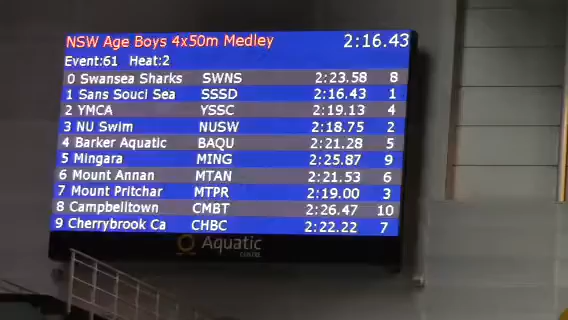 NSW Age Boys 4x50m Medley 2:16.43
Event:61 Heat:2
0 Swansea Sharks SWNS 2:23.58 8
1 Sans Souci Sea SSSD 2:16.43 1
2 YMCA YSSC 2:19.13 4
3 NU Swim NUSW 2:18.75 2
4 Barker Aquatic BAQU 2:21.28 5
5 Mingara MING 2:25.87 9
6 Mount Annan MTAN 2:21.53 6
7 Mount Pritchar MTPR 2:19.00 3
8 Campbelltown CMBT 2:26.47 10
9 Cherrybrook Ca CHBC 2:22.22 7
Aquatic
CENTRE